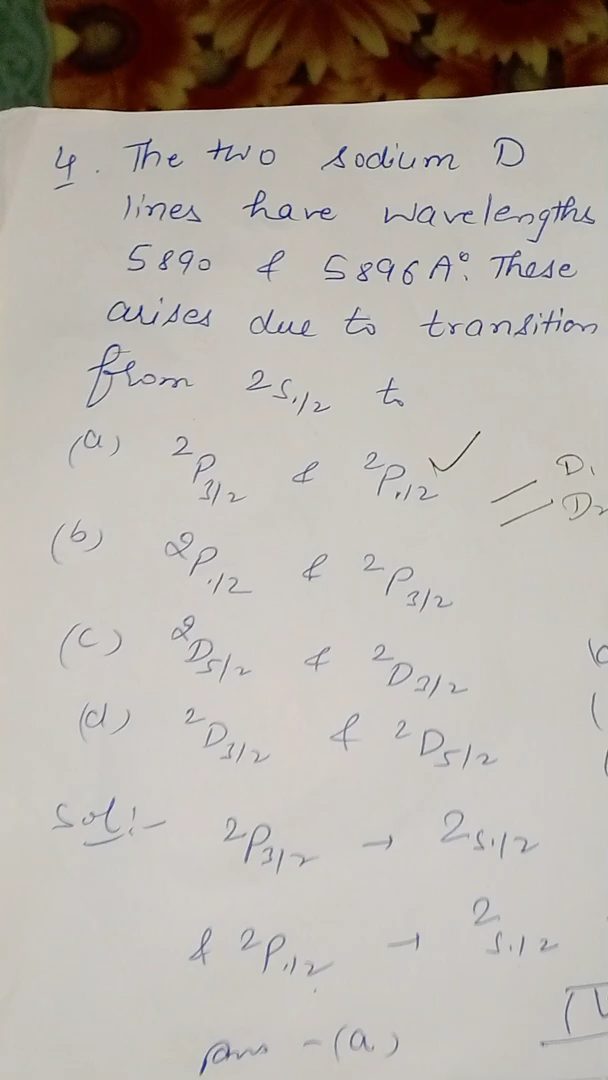 4. The two sodium D
lines have wavelengths
5890 & 5896 A°. These
arises due to transition
from 2S1/2 to
(a) 2P3/2 & 2P1/2 ✓
D1
D2
(b) 2P1/2 & 2P3/2
(c) 2D5/2 & 2D3/2
(d) 2D3/2 & 2D5/2
Sol:- 2P3/2 → 2S1/2
& 2P1/2 → 2S1/2
Ans - (a)